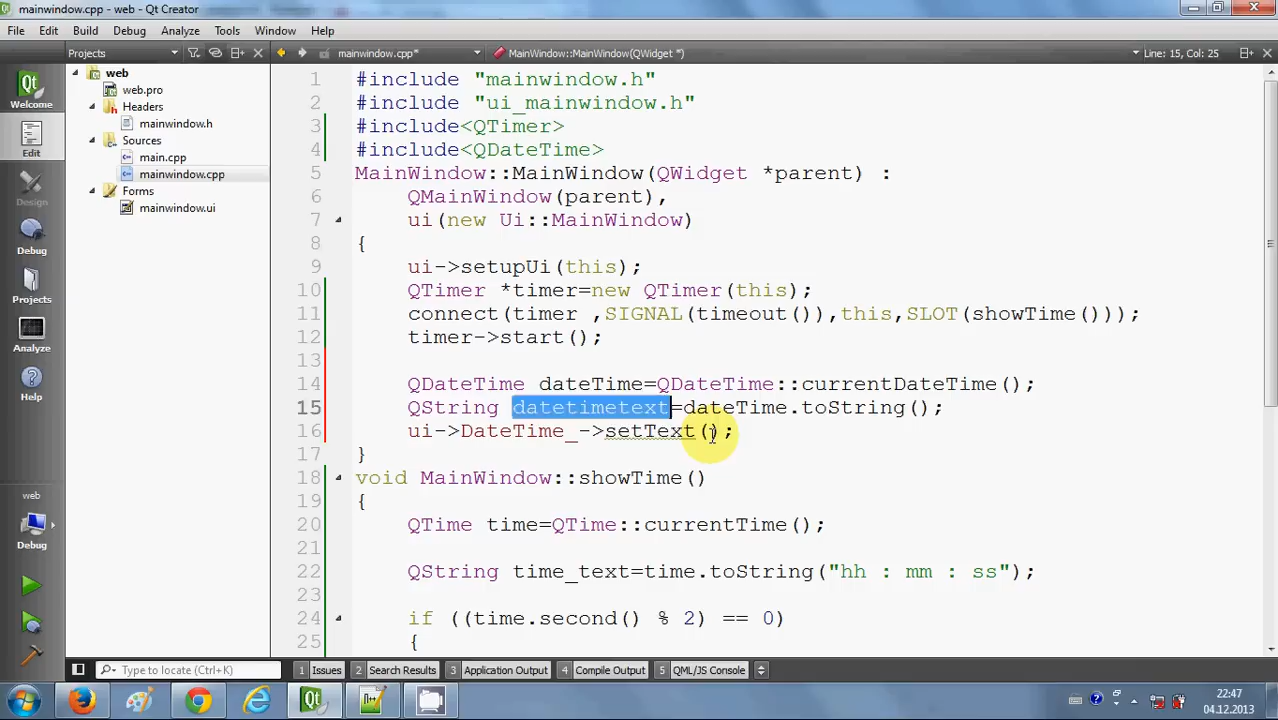 mainwindow.cpp - web - Qt Creator
File Edit Build Debug Analyze Tools Window Help
Projects mainwindow.cpp* MainWindow::MainWindow(QWidget *) Line: 15, Col: 25
Welcome
Edit
Design
Debug
Projects
Analyze
Help
web
Debug
web
web.pro
Headers
mainwindow.h
Sources
main.cpp
mainwindow.cpp
Forms
mainwindow.ui
1 #include "mainwindow.h"
2 #include "ui_mainwindow.h"
3 #include<QTimer>
4 #include<QDateTime>
5 MainWindow::MainWindow(QWidget *parent) :
6 QMainWindow(parent),
7 ui(new Ui::MainWindow)
8 {
9 ui->setupUi(this);
10 QTimer *timer=new QTimer(this);
11 connect(timer ,SIGNAL(timeout()),this,SLOT(showTime()));
12 timer->start();
13
14 QDateTime dateTime=QDateTime::currentDateTime();
15 QString datetimetext=dateTime.toString();
16 ui->DateTime_->setText();
17 }
18 void MainWindow::showTime()
19 {
20 QTime time=QTime::currentTime();
21
22 QString time_text=time.toString("hh : mm : ss");
23
24 if ((time.second() % 2) == 0)
25 {
Type to locate (Ctrl+K) 1 Issues 2 Search Results 3 Application Output 4 Compile Output 5 QML/JS Console
22:47
04.12.2013